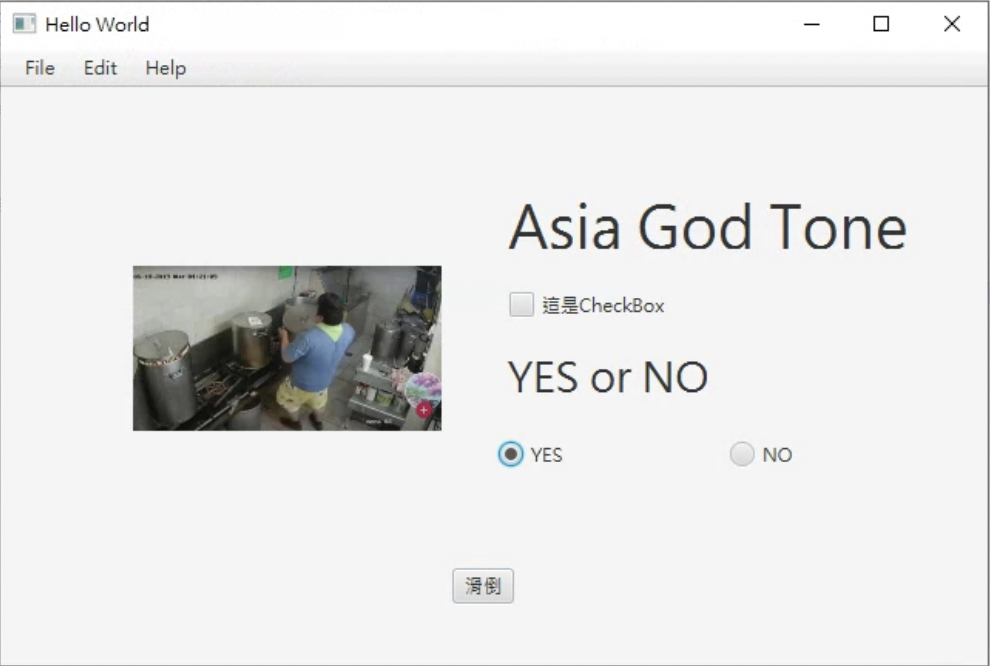 Hello World
File Edit Help
Asia God Tone
這是CheckBox
YES or NO
YES NO
滑倒